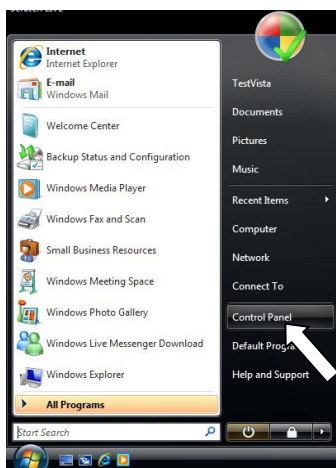 Internet
Internet Explorer
E-mail
Windows Mail
Welcome Center
Backup Status and Configuration
Windows Media Player
Windows Fax and Scan
Small Business Resources
Windows Meeting Space
Windows Photo Gallery
Windows Live Messenger Download
Windows Explorer
All Programs
Start Search
TestVista
Documents
Pictures
Music
Recent Items
Computer
Network
Connect To
Control Panel
Default
Help and Support